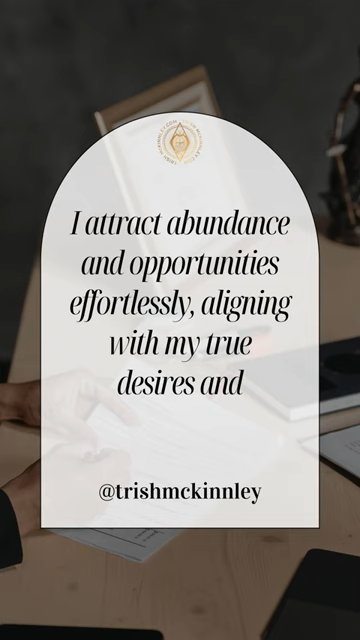 I attract abundance
and opportunities
effortlessly, aligning
with my true
desires and
@trishmckinnley